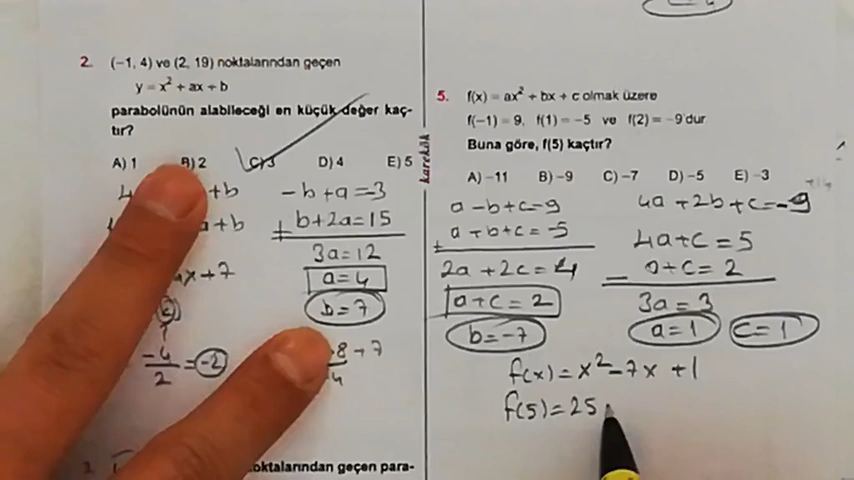 2. (-1, 4) ve (2, 19) noktalarından geçen
y = x² + ax + b
parabolünün alabileceği en küçük değer kaç-
tır?
A) 1 B) 2 C) 3 D) 4 E) 5
+b
-b+a=-3
a+b
+ b+2a=15
3a=12
x+7
a=4
b=7
-4/2 = -2
8+7
oktalarından geçen para-
karekök
5. f(x) = ax² + bx + c olmak üzere
f(-1) = 9, f(1) = -5 ve f(2) = -9'dur
Buna göre, f(5) kaçtır?
A) -11 B) -9 C) -7 D) -5 E) -3
a-b+c=9
4a+2b+c=-9
+ a+b+c=-5
4a+c=5
2a+2c=4
- a+c=2
a+c=2
3a=3
b=-7
a=1 c=1
f(x)=x²-7x+1
f(5)=25